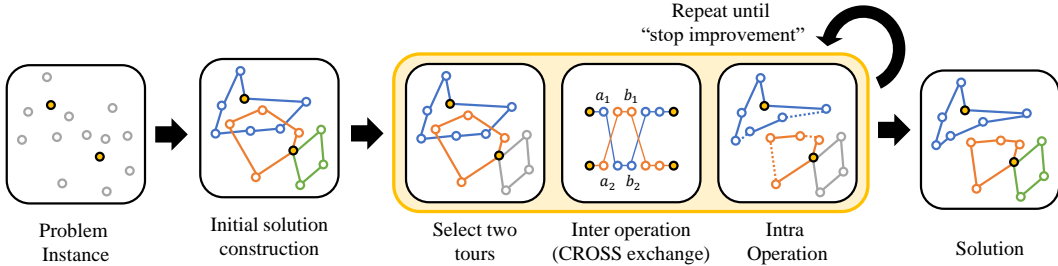 Repeat until
“stop improvement”
a₁ b₁
a₂ b₂
Problem
Instance
Initial solution
construction
Select two
tours
Inter operation
(CROSS exchange)
Intra
Operation
Solution